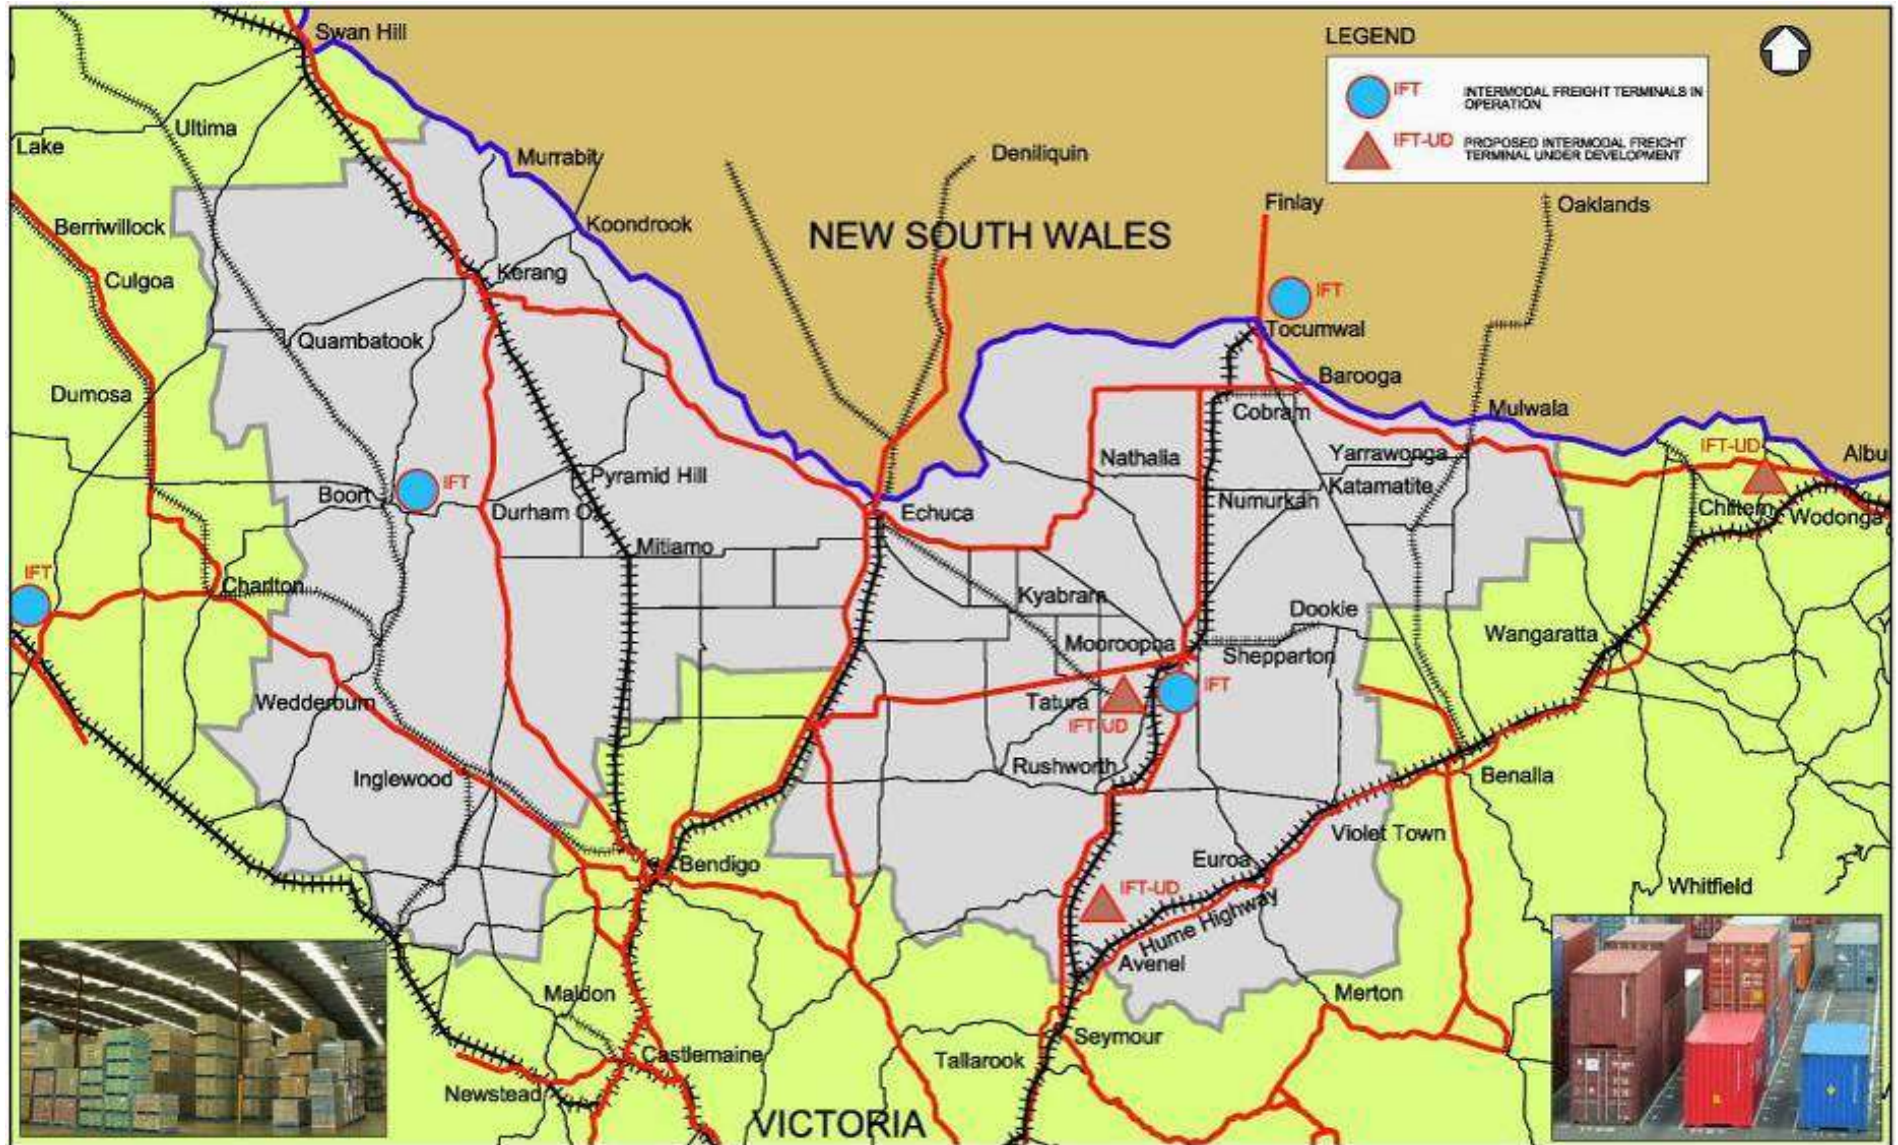 Swan Hill
LEGEND
IFT INTERMODAL FREIGHT TERMINALS IN
OPERATION
IFT-UD PROPOSED INTERMODAL FREIGHT
TERMINAL UNDER DEVELOPMENT
Ultima
Lake
Murrabit
Deniliquin
Finlay
Oaklands
Berriwillock
Koondrook
NEW SOUTH WALES
Culgoa
Kerang
IFT
Tocumwal
Quambatook
Barooga
Dumosa
Cobram
Mulwala
Nathalia
Yarrawonga
IFT-UD
Albu
Pyramid Hill
Boort
IFT
Katamatite
Numurkah
Durham O
Echuca
Chiltern
Wodonga
Mitiamo
IFT
Charlton
Kyabram
Dookie
Mooroopna
Shepparton
Wangaratta
Wedderburn
Tatura
IFT
IFT-UD
Rushworth
Inglewood
Benalla
Violet Town
Bendigo
Euroa
IFT-UD
Whitfield
Hume Highway
Avenel
Maldon
Merton
Seymour
Castlemaine
Tallarook
Newstead
VICTORIA